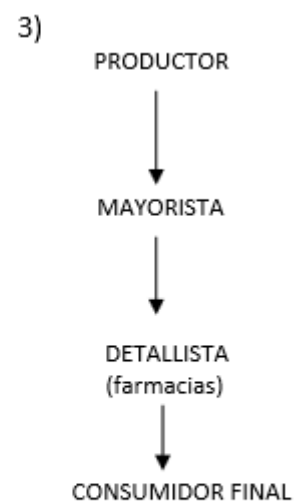 3)
PRODUCTOR
MAYORISTA
DETALLISTA
(farmacias)
CONSUMIDOR FINAL